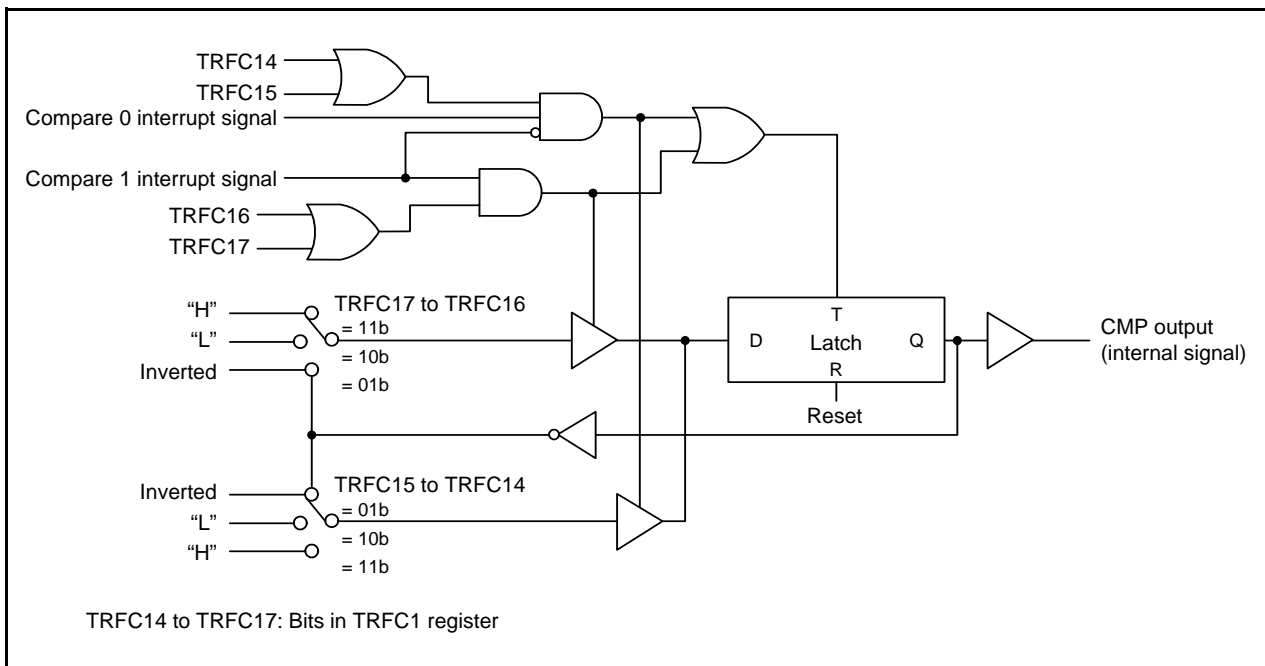 TRFC14
TRFC15
Compare 0 interrupt signal
Compare 1 interrupt signal
TRFC16
TRFC17
“H”
“L”
Inverted
TRFC17 to TRFC16
= 11b
= 10b
= 01b
D
T
Latch
R
Q
Reset
CMP output
(internal signal)
Inverted
“L”
“H”
TRFC15 to TRFC14
= 01b
= 10b
= 11b
TRFC14 to TRFC17: Bits in TRFC1 register